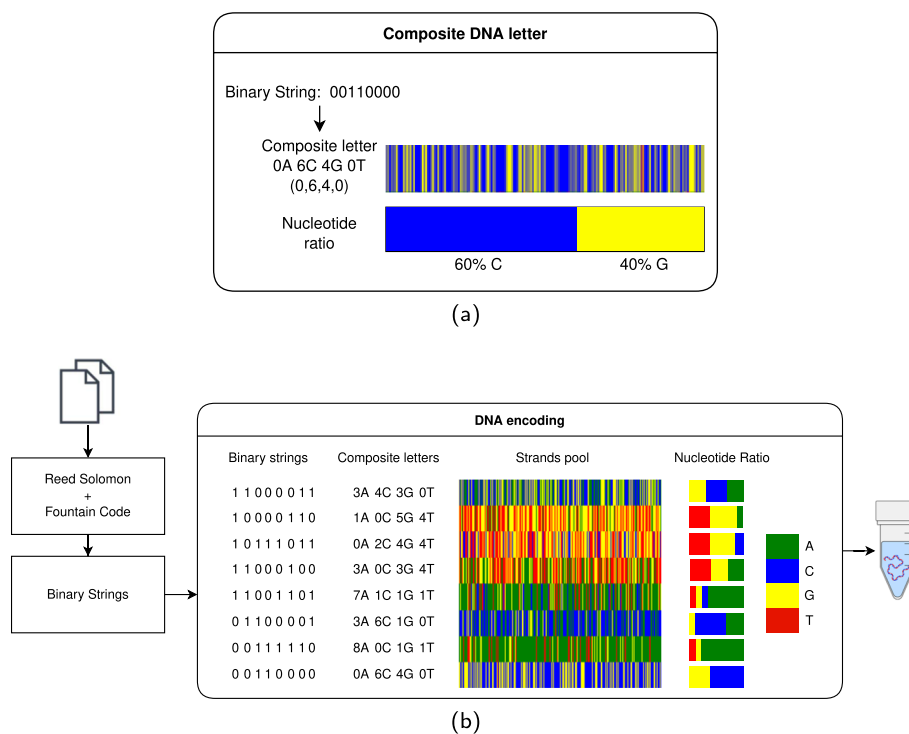 Composite DNA letter
Binary String: 00110000
Composite letter
0A 6C 4G 0T
(0,6,4,0)
Nucleotide
ratio
60% C
40% G
(a)
Reed Solomon
+
Fountain Code
Binary Strings
DNA encoding
Binary strings
Composite letters
Strands pool
Nucleotide Ratio
1 1 0 0 0 0 1 1
3A 4C 3G 0T
1 0 0 0 0 1 1 0
1A 0C 5G 4T
1 0 1 1 1 0 1 1
0A 2C 4G 4T
1 1 0 0 0 1 0 0
3A 0C 3G 4T
1 1 0 0 1 1 0 1
7A 1C 1G 1T
0 1 1 0 0 0 0 1
3A 6C 1G 0T
0 0 1 1 1 1 1 0
8A 0C 1G 1T
0 0 1 1 0 0 0 0
0A 6C 4G 0T
A
C
G
T
(b)